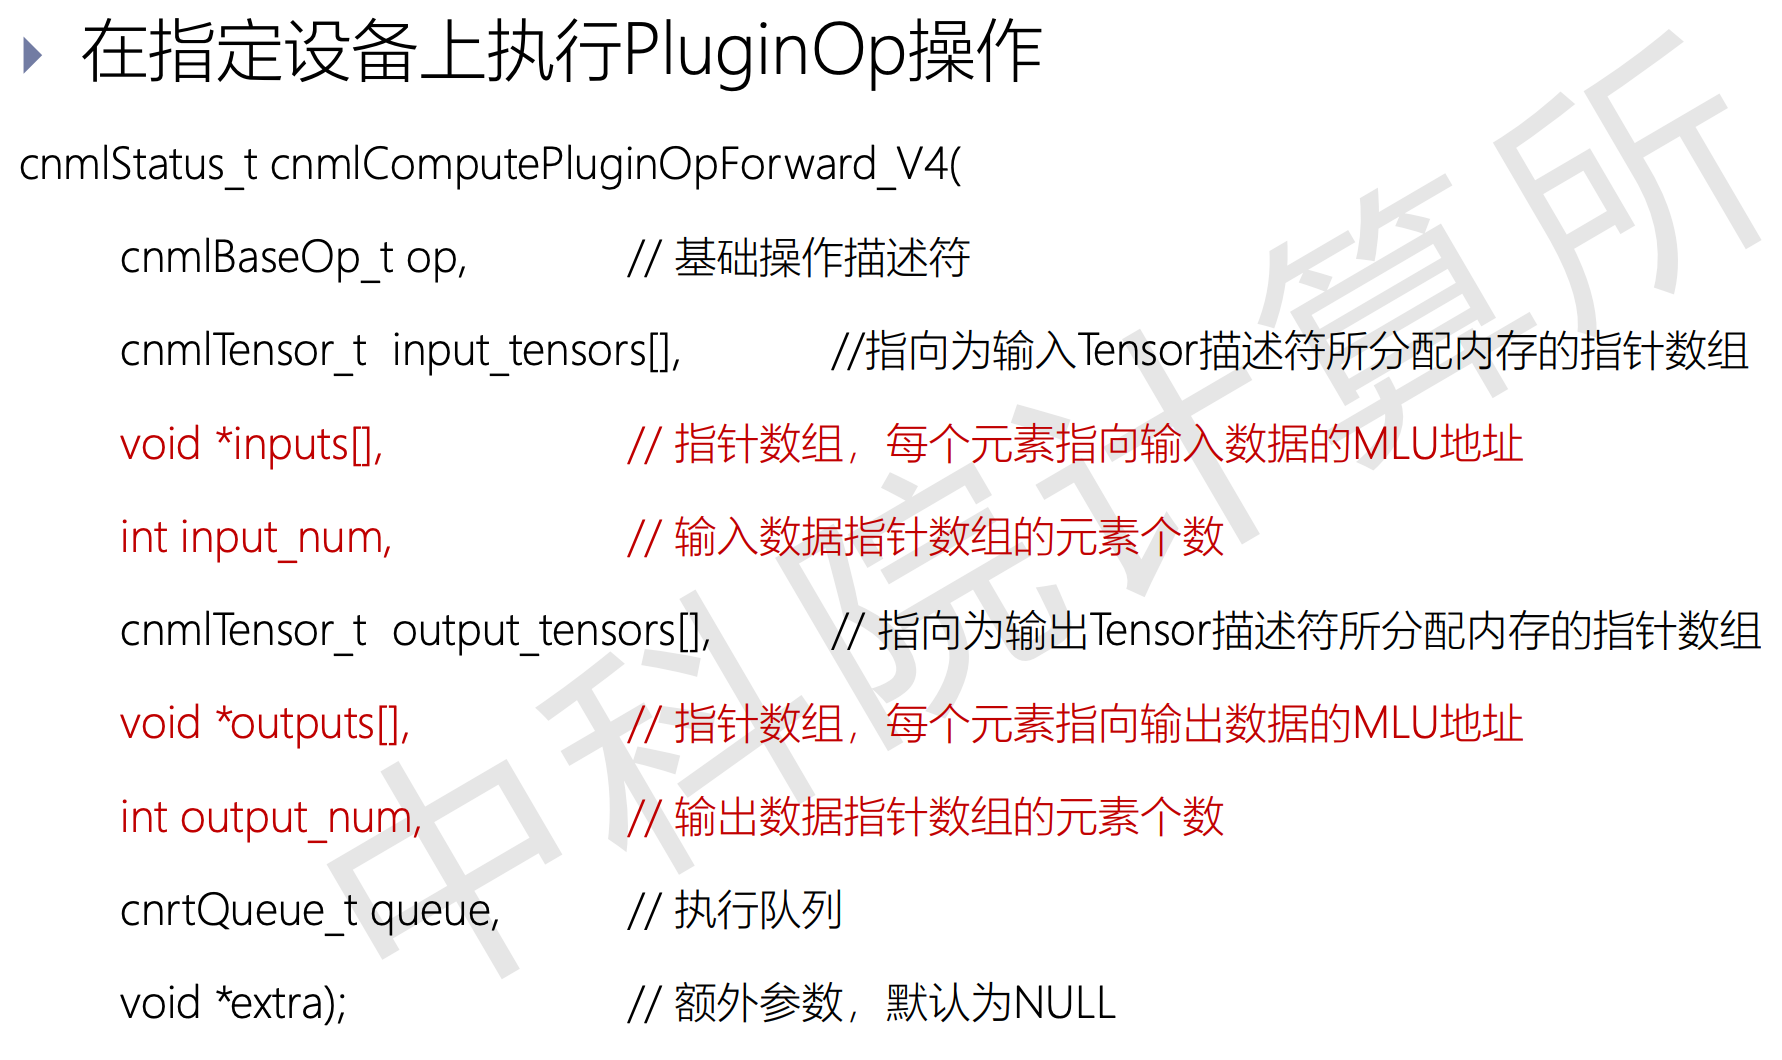 在指定设备上执行PluginOp操作
cnmlStatus_t cnmlComputePluginOpForward_V4(
cnmlBaseOp_t op, // 基础操作描述符
cnmlTensor_t input_tensors[], //指向为输入Tensor描述符所分配内存的指针数组
void *inputs[], // 指针数组，每个元素指向输入数据的MLU地址
int input_num, // 输入数据指针数组的元素个数
cnmlTensor_t output_tensors[], // 指向为输出Tensor描述符所分配内存的指针数组
void *outputs[], // 指针数组，每个元素指向输出数据的MLU地址
int output_num, // 输出数据指针数组的元素个数
cnrtQueue_t queue, // 执行队列
void *extra); // 额外参数，默认为NULL
中科院计算所